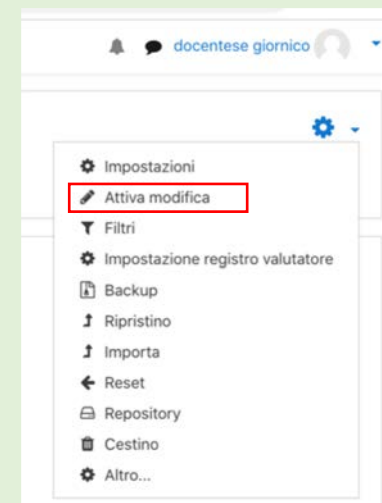 docentese giornico
Impostazioni
Attiva modifica
Filtri
Impostazione registro valutatore
Backup
Ripristino
Importa
Reset
Repository
Cestino
Altro...